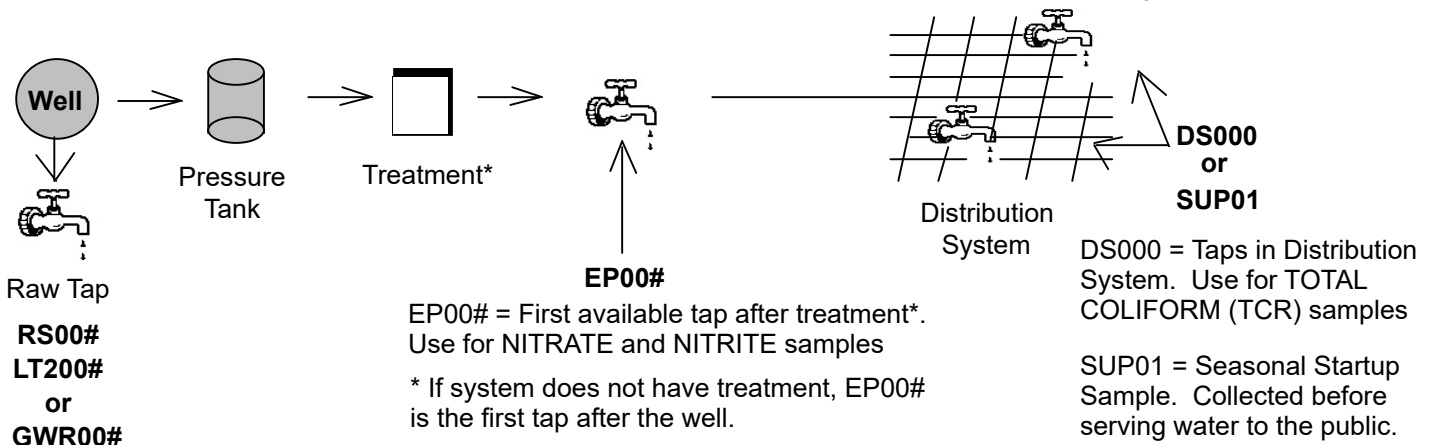 Well
Pressure
Tank
Treatment*
Raw Tap
RS00#
LT200#
or
GWR00#
EP00#
EP00# = First available tap after treatment*.
Use for NITRATE and NITRITE samples
* If system does not have treatment, EP00#
is the first tap after the well.
Distribution
System
DS000
or
SUP01
DS000 = Taps in Distribution
System. Use for TOTAL
COLIFORM (TCR) samples
SUP01 = Seasonal Startup
Sample. Collected before
serving water to the public.